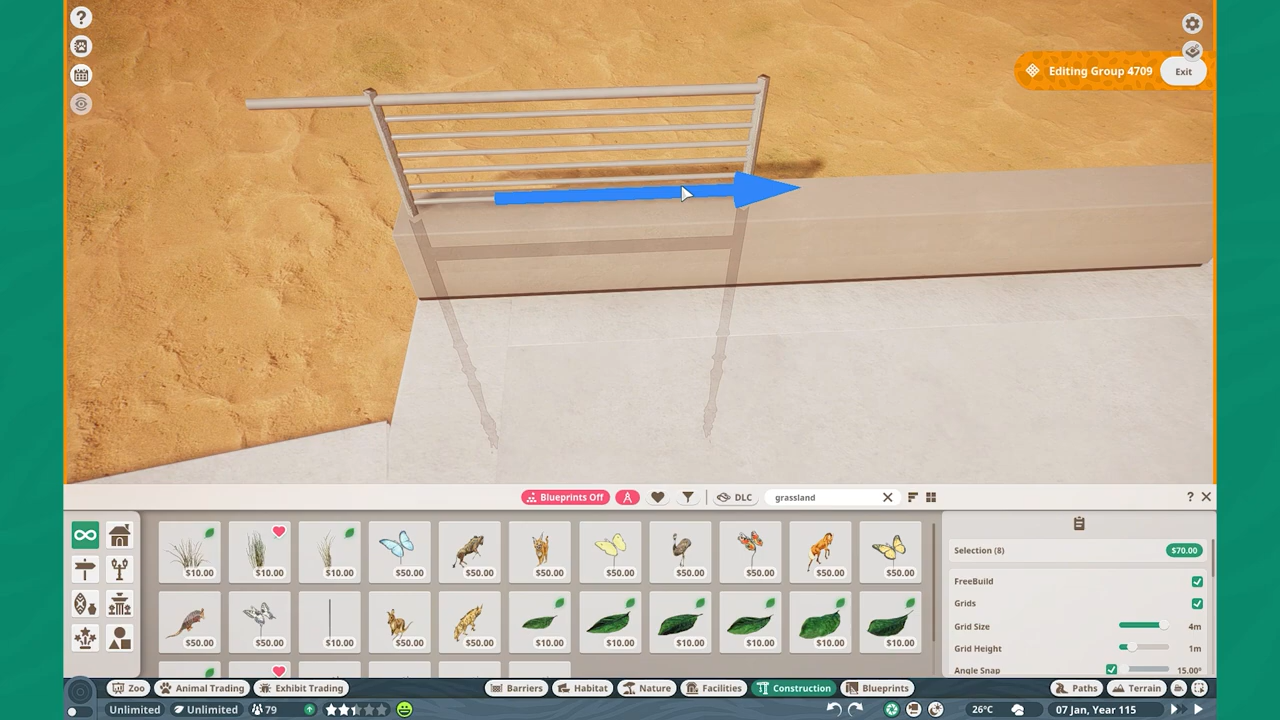 ?
Editing Group 4709 Exit
Blueprints Off DLC grassland ?
$10.00 $10.00 $10.00 $50.00 $50.00 $50.00 $50.00 $50.00 $50.00 $50.00 $50.00
$50.00 $50.00 $10.00 $50.00 $50.00 $10.00 $10.00 $10.00 $10.00 $10.00 $10.00
Selection (8) $70.00
FreeBuild
Grids
Grid Size 4m
Grid Height 1m
Angle Snap 15.00°
Zoo Animal Trading Exhibit Trading Barriers Habitat Nature Facilities Construction Blueprints Paths Terrain
Unlimited Unlimited 79 26°C 07 Jan, Year 115